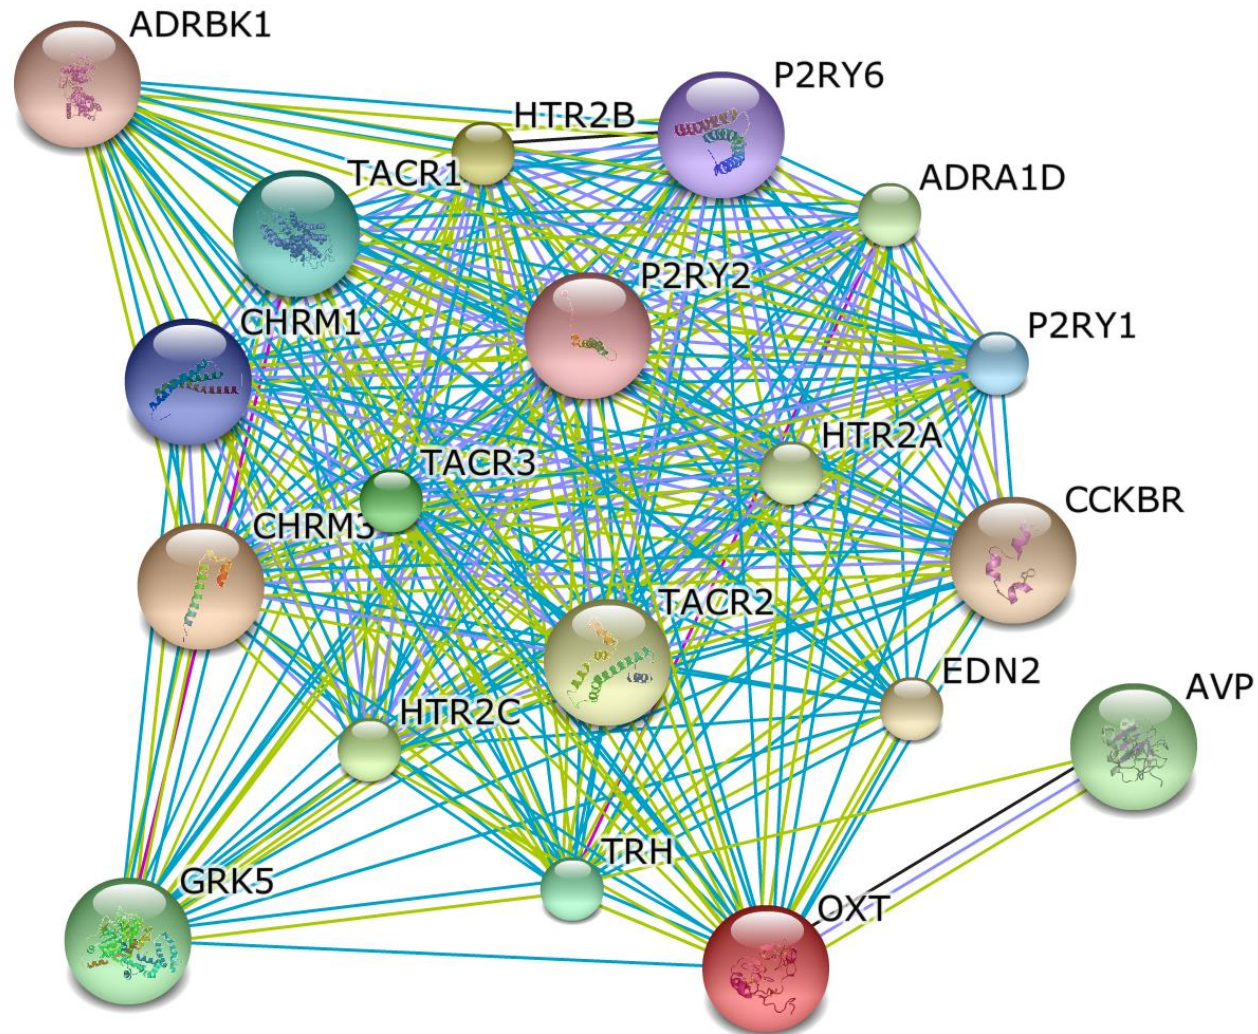 ADRBK1
P2RY6
HTR2B
TACR1
ADRA1D
P2RY2
CHRM1
P2RY1
HTR2A
TACR3
CCKBR
CHRM3
TACR2
EDN2
AVP
HTR2C
TRH
GRK5
OXT